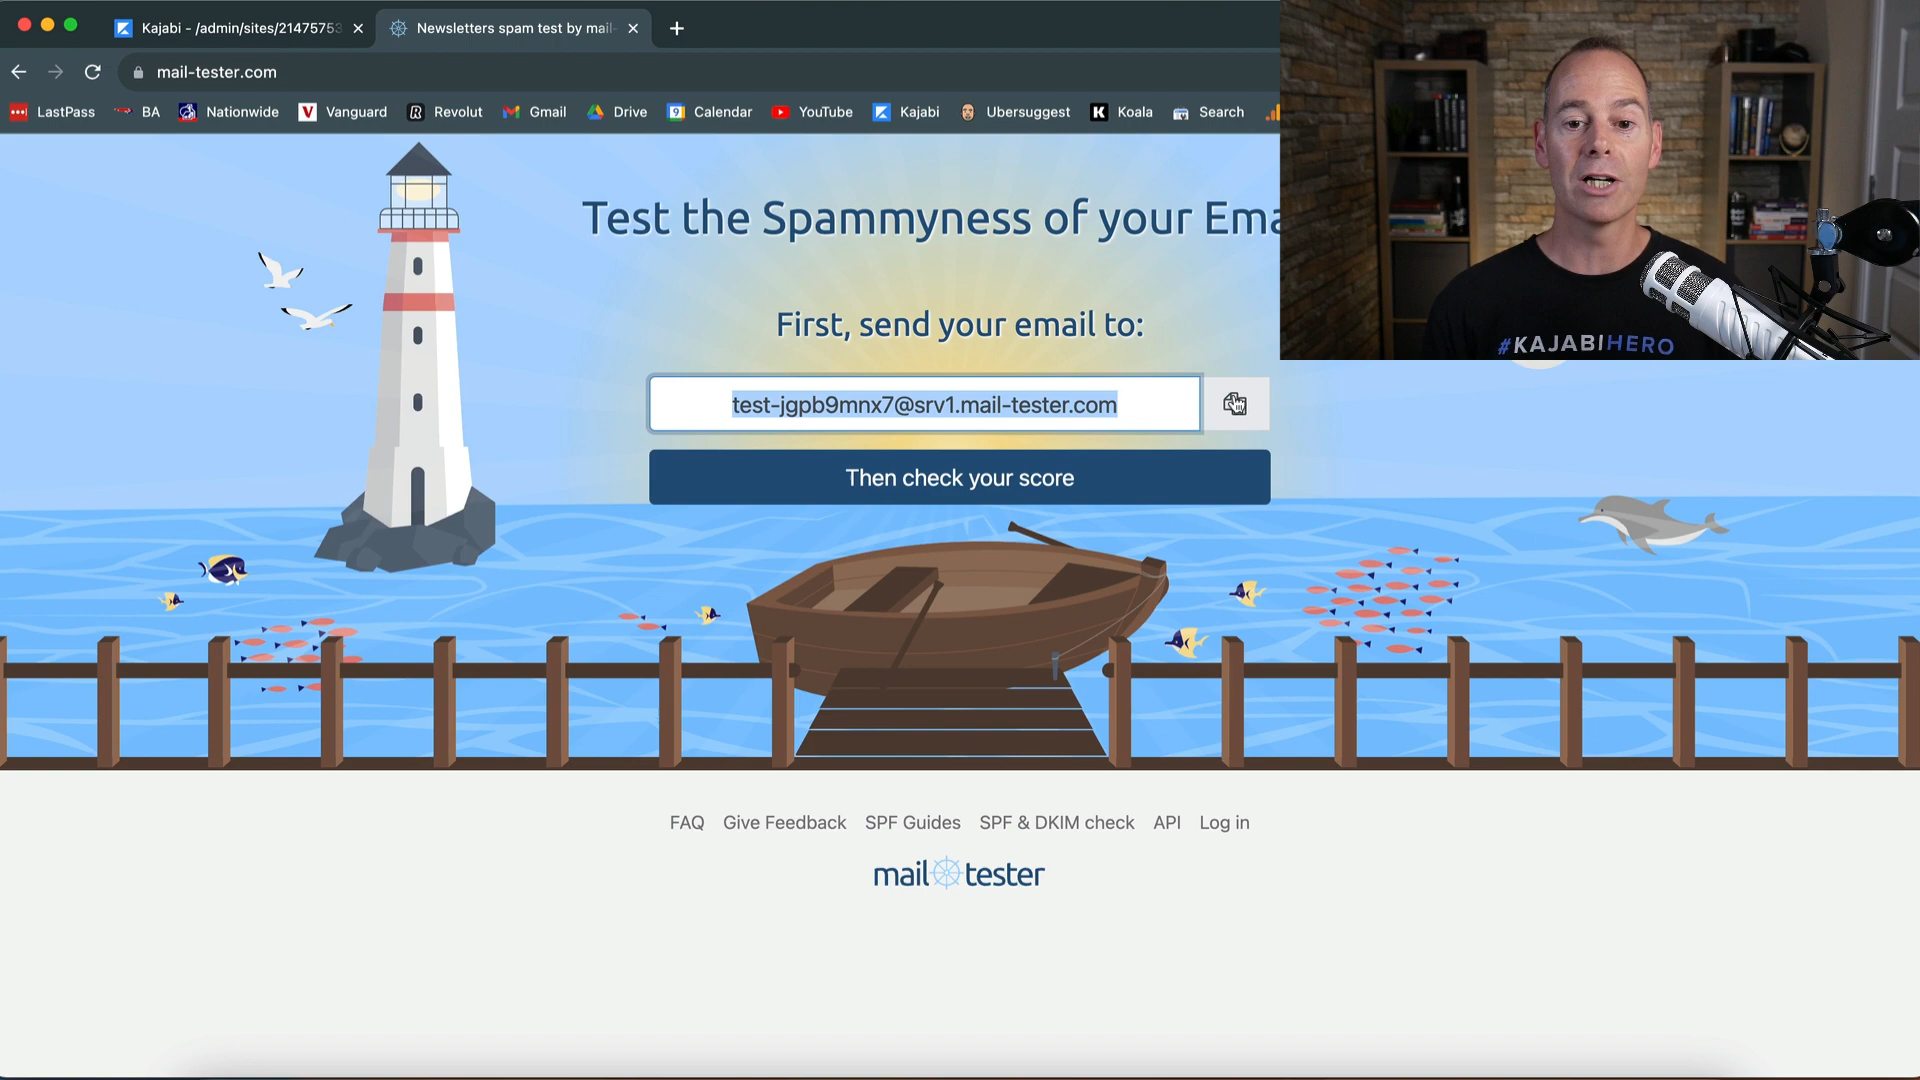 Kajabi - /admin/sites/21475753
Newsletters spam test by mail-
mail-tester.com
LastPass
BA
Nationwide
V Vanguard
R Revolut
Gmail
Drive
9 Calendar
YouTube
Kajabi
Ubersuggest
K Koala
Search
Test the Spammyness of your Ema
First, send your email to:
test-jgpb9mnx7@srv1.mail-tester.com
Then check your score
#KAJABIHERO
FAQ Give Feedback SPF Guides SPF & DKIM check API Log in
mail tester